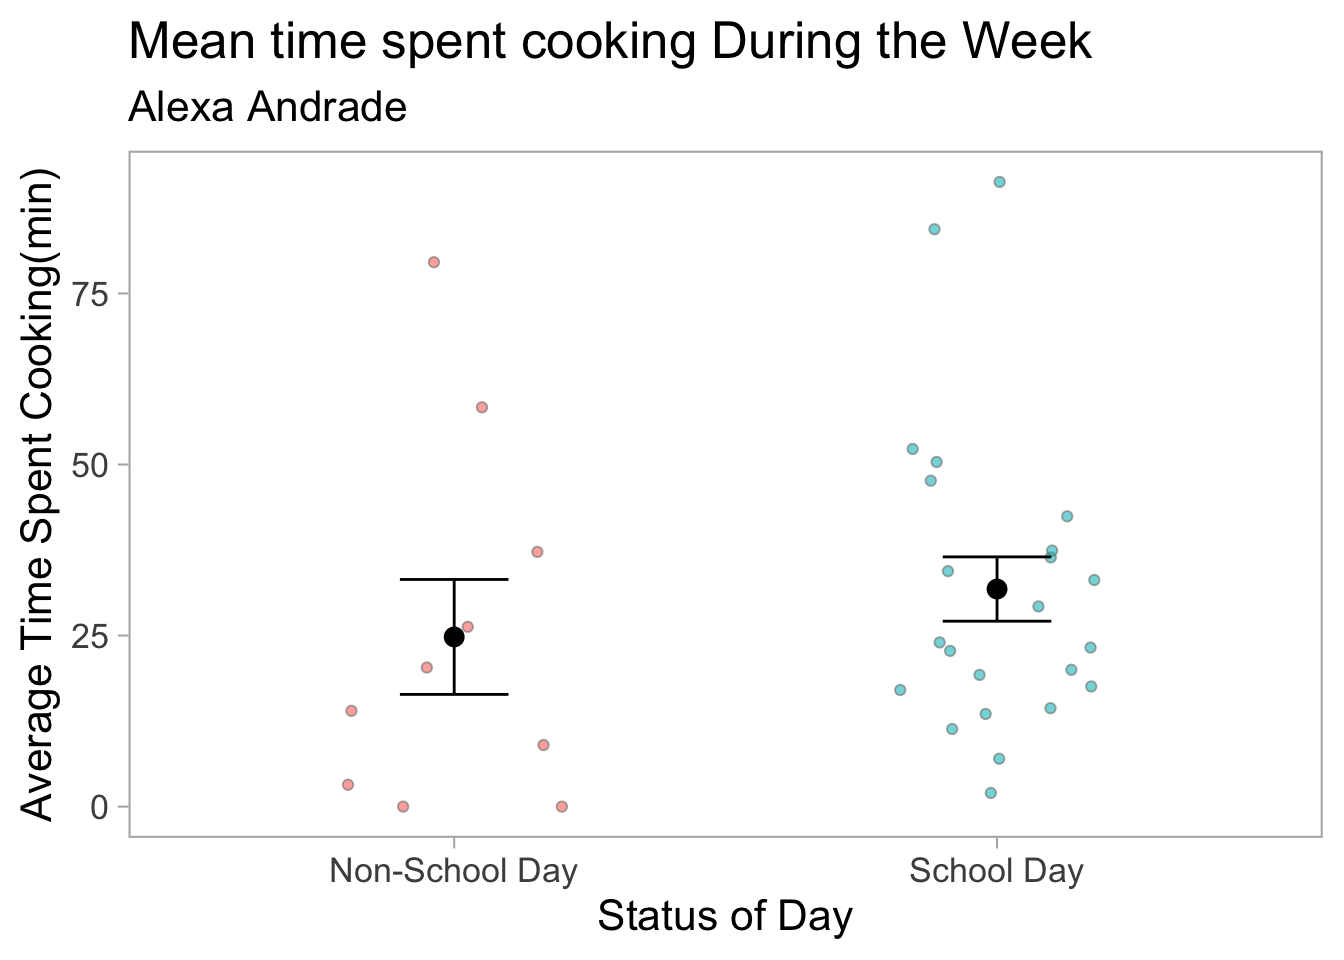 Mean time spent cooking During the Week
Alexa Andrade
Average Time Spent Cooking(min)
75
50
25
0
Non-School Day
School Day
Status of Day